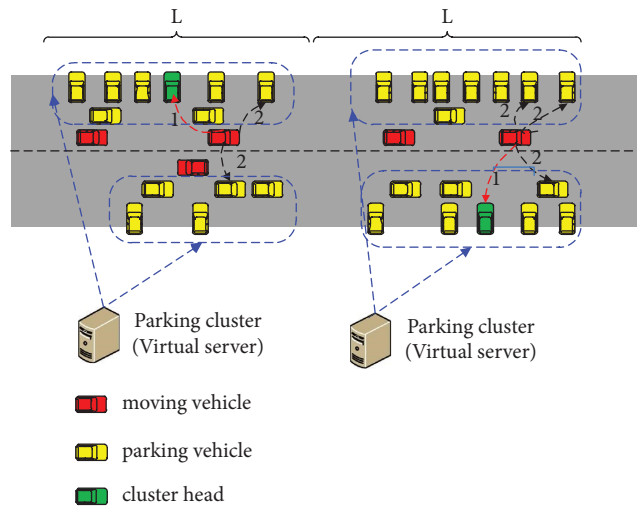 L
L
1
2
2
2
2
2
1
Parking cluster
(Virtual server)
Parking cluster
(Virtual server)
moving vehicle
parking vehicle
cluster head